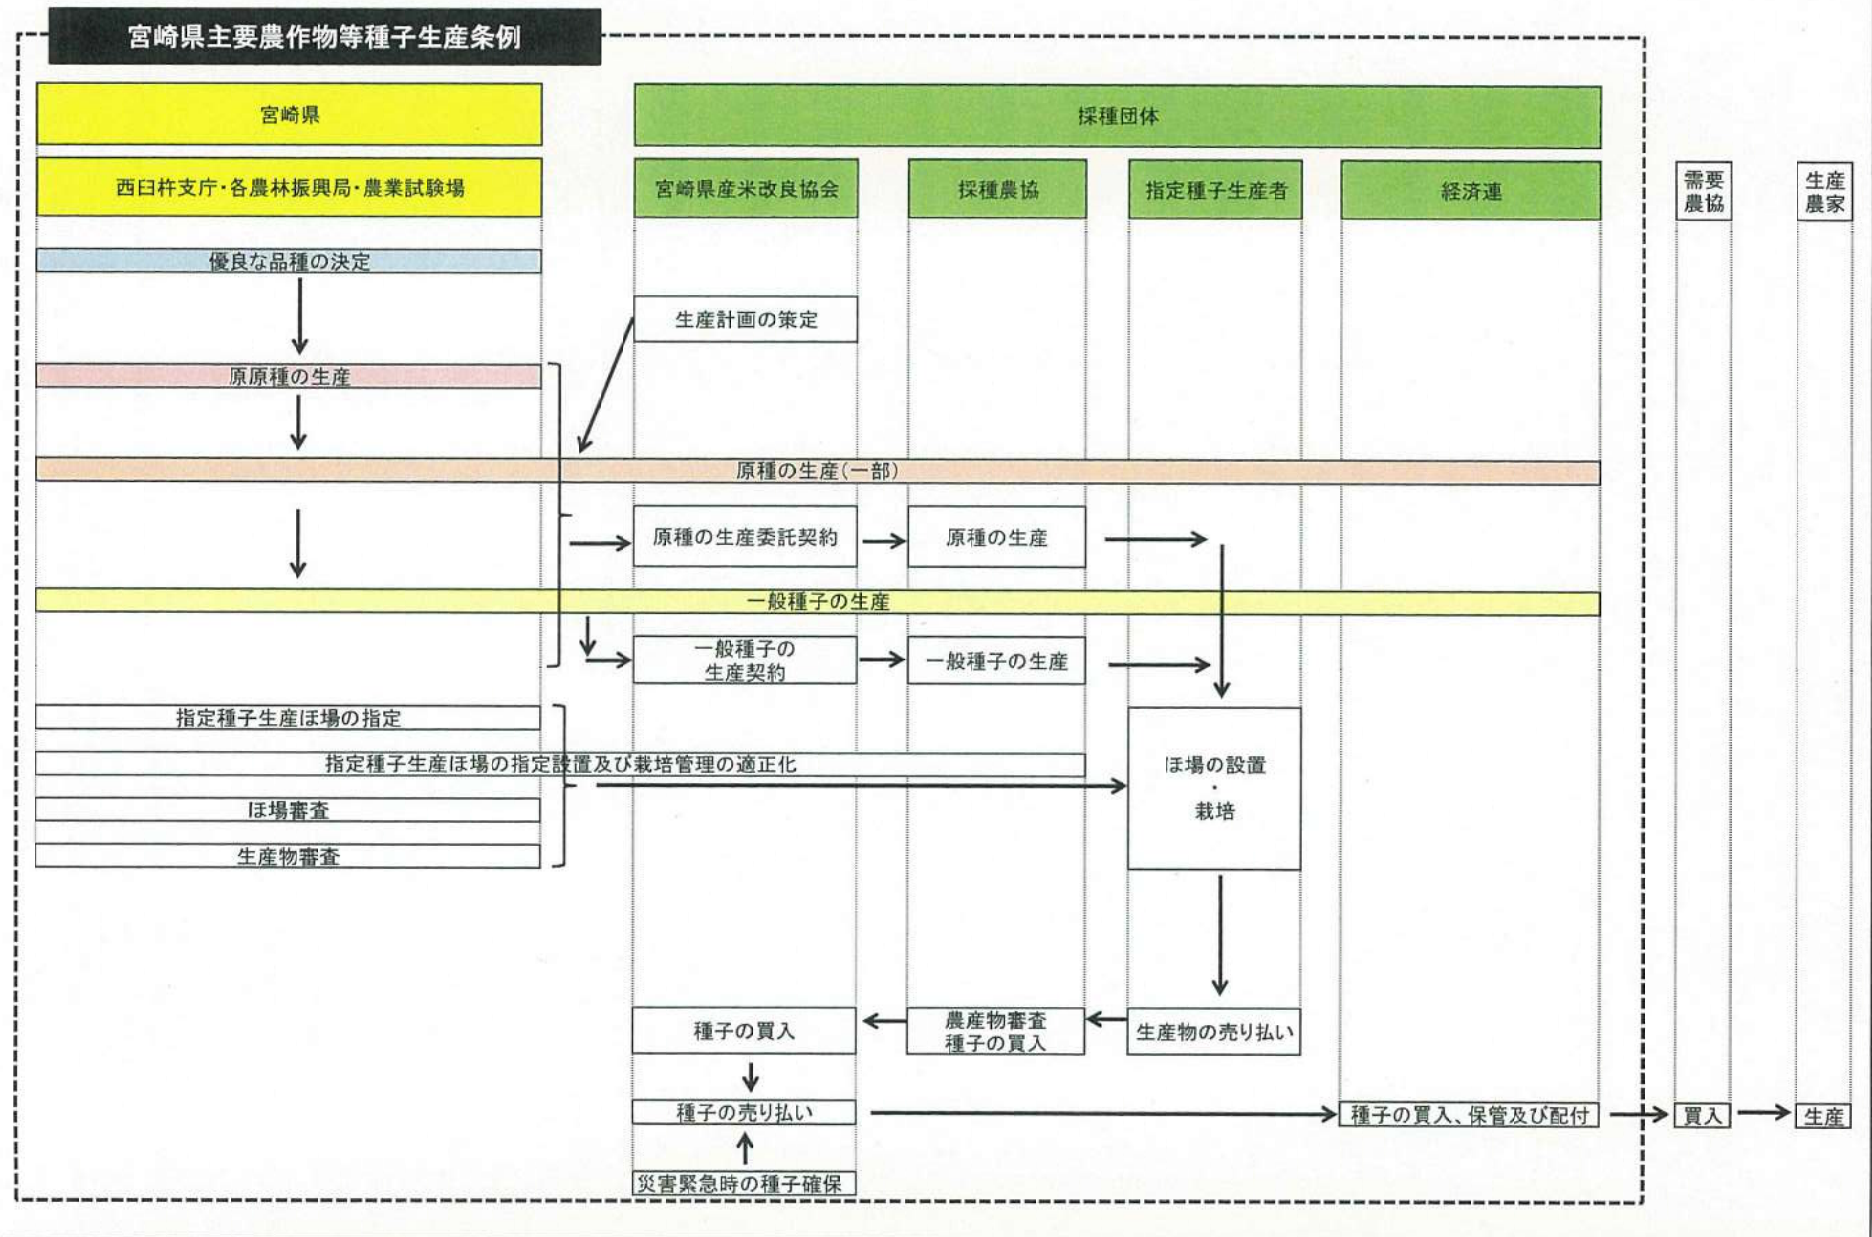 宮崎県主要農作物等種子生産条例
宮崎県
採種団体
西臼杵支庁・各農林振興局・農業試験場
宮崎県産米改良協会
採種農協
指定種子生産者
経済連
需要
農協
生産
農家
優良な品種の決定
生産計画の策定
原原種の生産
原種の生産(一部)
原種の生産委託契約
原種の生産
一般種子の生産
一般種子の
生産契約
一般種子の生産
指定種子生産ほ場の指定
指定種子生産ほ場の指定設置及び栽培管理の適正化
ほ場審査
生産物審査
ほ場の設置
・
栽培
種子の買入
農産物審査
種子の買入
生産物の売り払い
種子の売り払い
種子の買入、保管及び配付
買入
生産
災害緊急時の種子確保